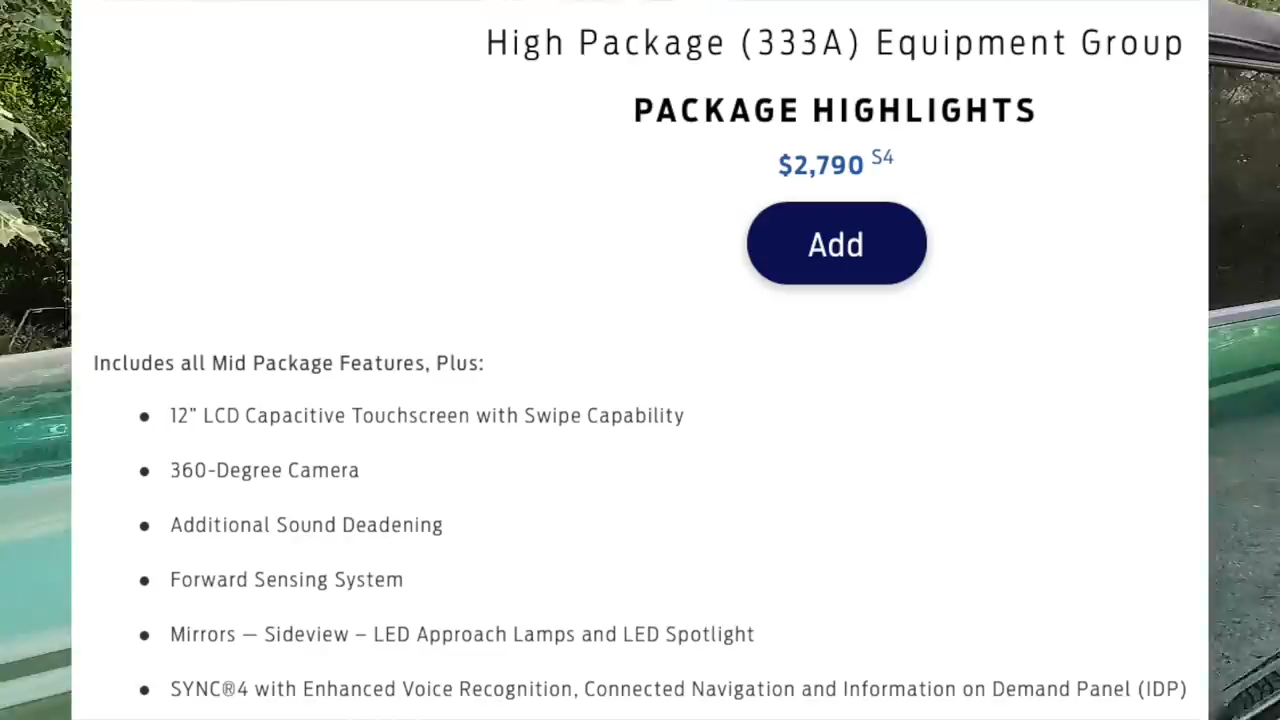 High Package (333A) Equipment Group
PACKAGE HIGHLIGHTS
$2,790 S4
Add
Includes all Mid Package Features, Plus:
● 12" LCD Capacitive Touchscreen with Swipe Capability
● 360-Degree Camera
● Additional Sound Deadening
● Forward Sensing System
● Mirrors — Sideview – LED Approach Lamps and LED Spotlight
● SYNC®4 with Enhanced Voice Recognition, Connected Navigation and Information on Demand Panel (IDP)